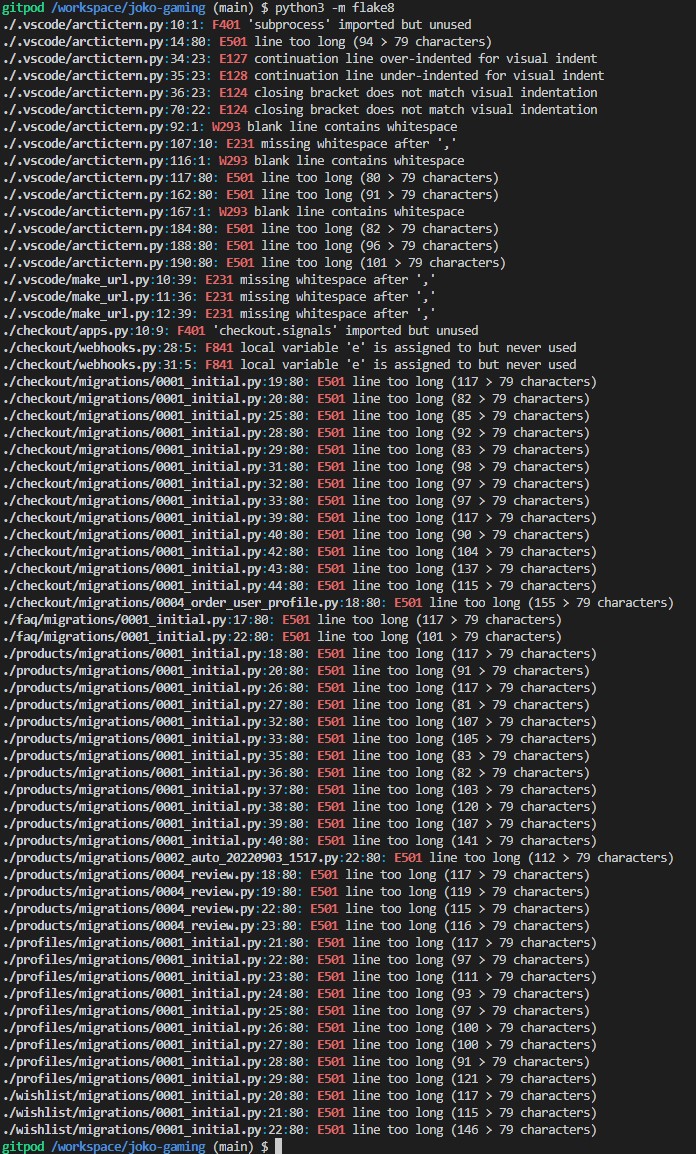 gitpod /workspace/joko-gaming (main) $ python3 -m flake8
./.vscode/arctictern.py:10:1: F401 'subprocess' imported but unused
./.vscode/arctictern.py:14:80: E501 line too long (94 > 79 characters)
./.vscode/arctictern.py:34:23: E127 continuation line over-indented for visual indent
./.vscode/arctictern.py:35:23: E128 continuation line under-indented for visual indent
./.vscode/arctictern.py:36:23: E124 closing bracket does not match visual indentation
./.vscode/arctictern.py:70:22: E124 closing bracket does not match visual indentation
./.vscode/arctictern.py:92:1: W293 blank line contains whitespace
./.vscode/arctictern.py:107:10: E231 missing whitespace after ','
./.vscode/arctictern.py:116:1: W293 blank line contains whitespace
./.vscode/arctictern.py:117:80: E501 line too long (80 > 79 characters)
./.vscode/arctictern.py:162:80: E501 line too long (91 > 79 characters)
./.vscode/arctictern.py:167:1: W293 blank line contains whitespace
./.vscode/arctictern.py:184:80: E501 line too long (82 > 79 characters)
./.vscode/arctictern.py:188:80: E501 line too long (96 > 79 characters)
./.vscode/arctictern.py:190:80: E501 line too long (101 > 79 characters)
./.vscode/make_url.py:10:39: E231 missing whitespace after ','
./.vscode/make_url.py:11:36: E231 missing whitespace after ','
./.vscode/make_url.py:12:39: E231 missing whitespace after ','
./checkout/apps.py:10:9: F401 'checkout.signals' imported but unused
./checkout/webhooks.py:28:5: F841 local variable 'e' is assigned to but never used
./checkout/webhooks.py:31:5: F841 local variable 'e' is assigned to but never used
./checkout/migrations/0001_initial.py:19:80: E501 line too long (117 > 79 characters)
./checkout/migrations/0001_initial.py:20:80: E501 line too long (82 > 79 characters)
./checkout/migrations/0001_initial.py:25:80: E501 line too long (85 > 79 characters)
./checkout/migrations/0001_initial.py:28:80: E501 line too long (92 > 79 characters)
./checkout/migrations/0001_initial.py:29:80: E501 line too long (83 > 79 characters)
./checkout/migrations/0001_initial.py:31:80: E501 line too long (98 > 79 characters)
./checkout/migrations/0001_initial.py:32:80: E501 line too long (97 > 79 characters)
./checkout/migrations/0001_initial.py:33:80: E501 line too long (97 > 79 characters)
./checkout/migrations/0001_initial.py:39:80: E501 line too long (117 > 79 characters)
./checkout/migrations/0001_initial.py:40:80: E501 line too long (90 > 79 characters)
./checkout/migrations/0001_initial.py:42:80: E501 line too long (104 > 79 characters)
./checkout/migrations/0001_initial.py:43:80: E501 line too long (137 > 79 characters)
./checkout/migrations/0001_initial.py:44:80: E501 line too long (115 > 79 characters)
./checkout/migrations/0004_order_user_profile.py:18:80: E501 line too long (155 > 79 characters)
./faq/migrations/0001_initial.py:17:80: E501 line too long (117 > 79 characters)
./faq/migrations/0001_initial.py:22:80: E501 line too long (101 > 79 characters)
./products/migrations/0001_initial.py:18:80: E501 line too long (117 > 79 characters)
./products/migrations/0001_initial.py:20:80: E501 line too long (91 > 79 characters)
./products/migrations/0001_initial.py:26:80: E501 line too long (117 > 79 characters)
./products/migrations/0001_initial.py:27:80: E501 line too long (81 > 79 characters)
./products/migrations/0001_initial.py:32:80: E501 line too long (107 > 79 characters)
./products/migrations/0001_initial.py:33:80: E501 line too long (105 > 79 characters)
./products/migrations/0001_initial.py:35:80: E501 line too long (83 > 79 characters)
./products/migrations/0001_initial.py:36:80: E501 line too long (82 > 79 characters)
./products/migrations/0001_initial.py:37:80: E501 line too long (103 > 79 characters)
./products/migrations/0001_initial.py:38:80: E501 line too long (120 > 79 characters)
./products/migrations/0001_initial.py:39:80: E501 line too long (107 > 79 characters)
./products/migrations/0001_initial.py:40:80: E501 line too long (141 > 79 characters)
./products/migrations/0002_auto_20220903_1517.py:22:80: E501 line too long (112 > 79 characters)
./products/migrations/0004_review.py:18:80: E501 line too long (117 > 79 characters)
./products/migrations/0004_review.py:19:80: E501 line too long (119 > 79 characters)
./products/migrations/0004_review.py:22:80: E501 line too long (115 > 79 characters)
./products/migrations/0004_review.py:23:80: E501 line too long (116 > 79 characters)
./profiles/migrations/0001_initial.py:21:80: E501 line too long (117 > 79 characters)
./profiles/migrations/0001_initial.py:22:80: E501 line too long (97 > 79 characters)
./profiles/migrations/0001_initial.py:23:80: E501 line too long (111 > 79 characters)
./profiles/migrations/0001_initial.py:24:80: E501 line too long (93 > 79 characters)
./profiles/migrations/0001_initial.py:25:80: E501 line too long (97 > 79 characters)
./profiles/migrations/0001_initial.py:26:80: E501 line too long (100 > 79 characters)
./profiles/migrations/0001_initial.py:27:80: E501 line too long (100 > 79 characters)
./profiles/migrations/0001_initial.py:28:80: E501 line too long (91 > 79 characters)
./profiles/migrations/0001_initial.py:29:80: E501 line too long (121 > 79 characters)
./wishlist/migrations/0001_initial.py:20:80: E501 line too long (117 > 79 characters)
./wishlist/migrations/0001_initial.py:21:80: E501 line too long (115 > 79 characters)
./wishlist/migrations/0001_initial.py:22:80: E501 line too long (146 > 79 characters)
gitpod /workspace/joko-gaming (main) $